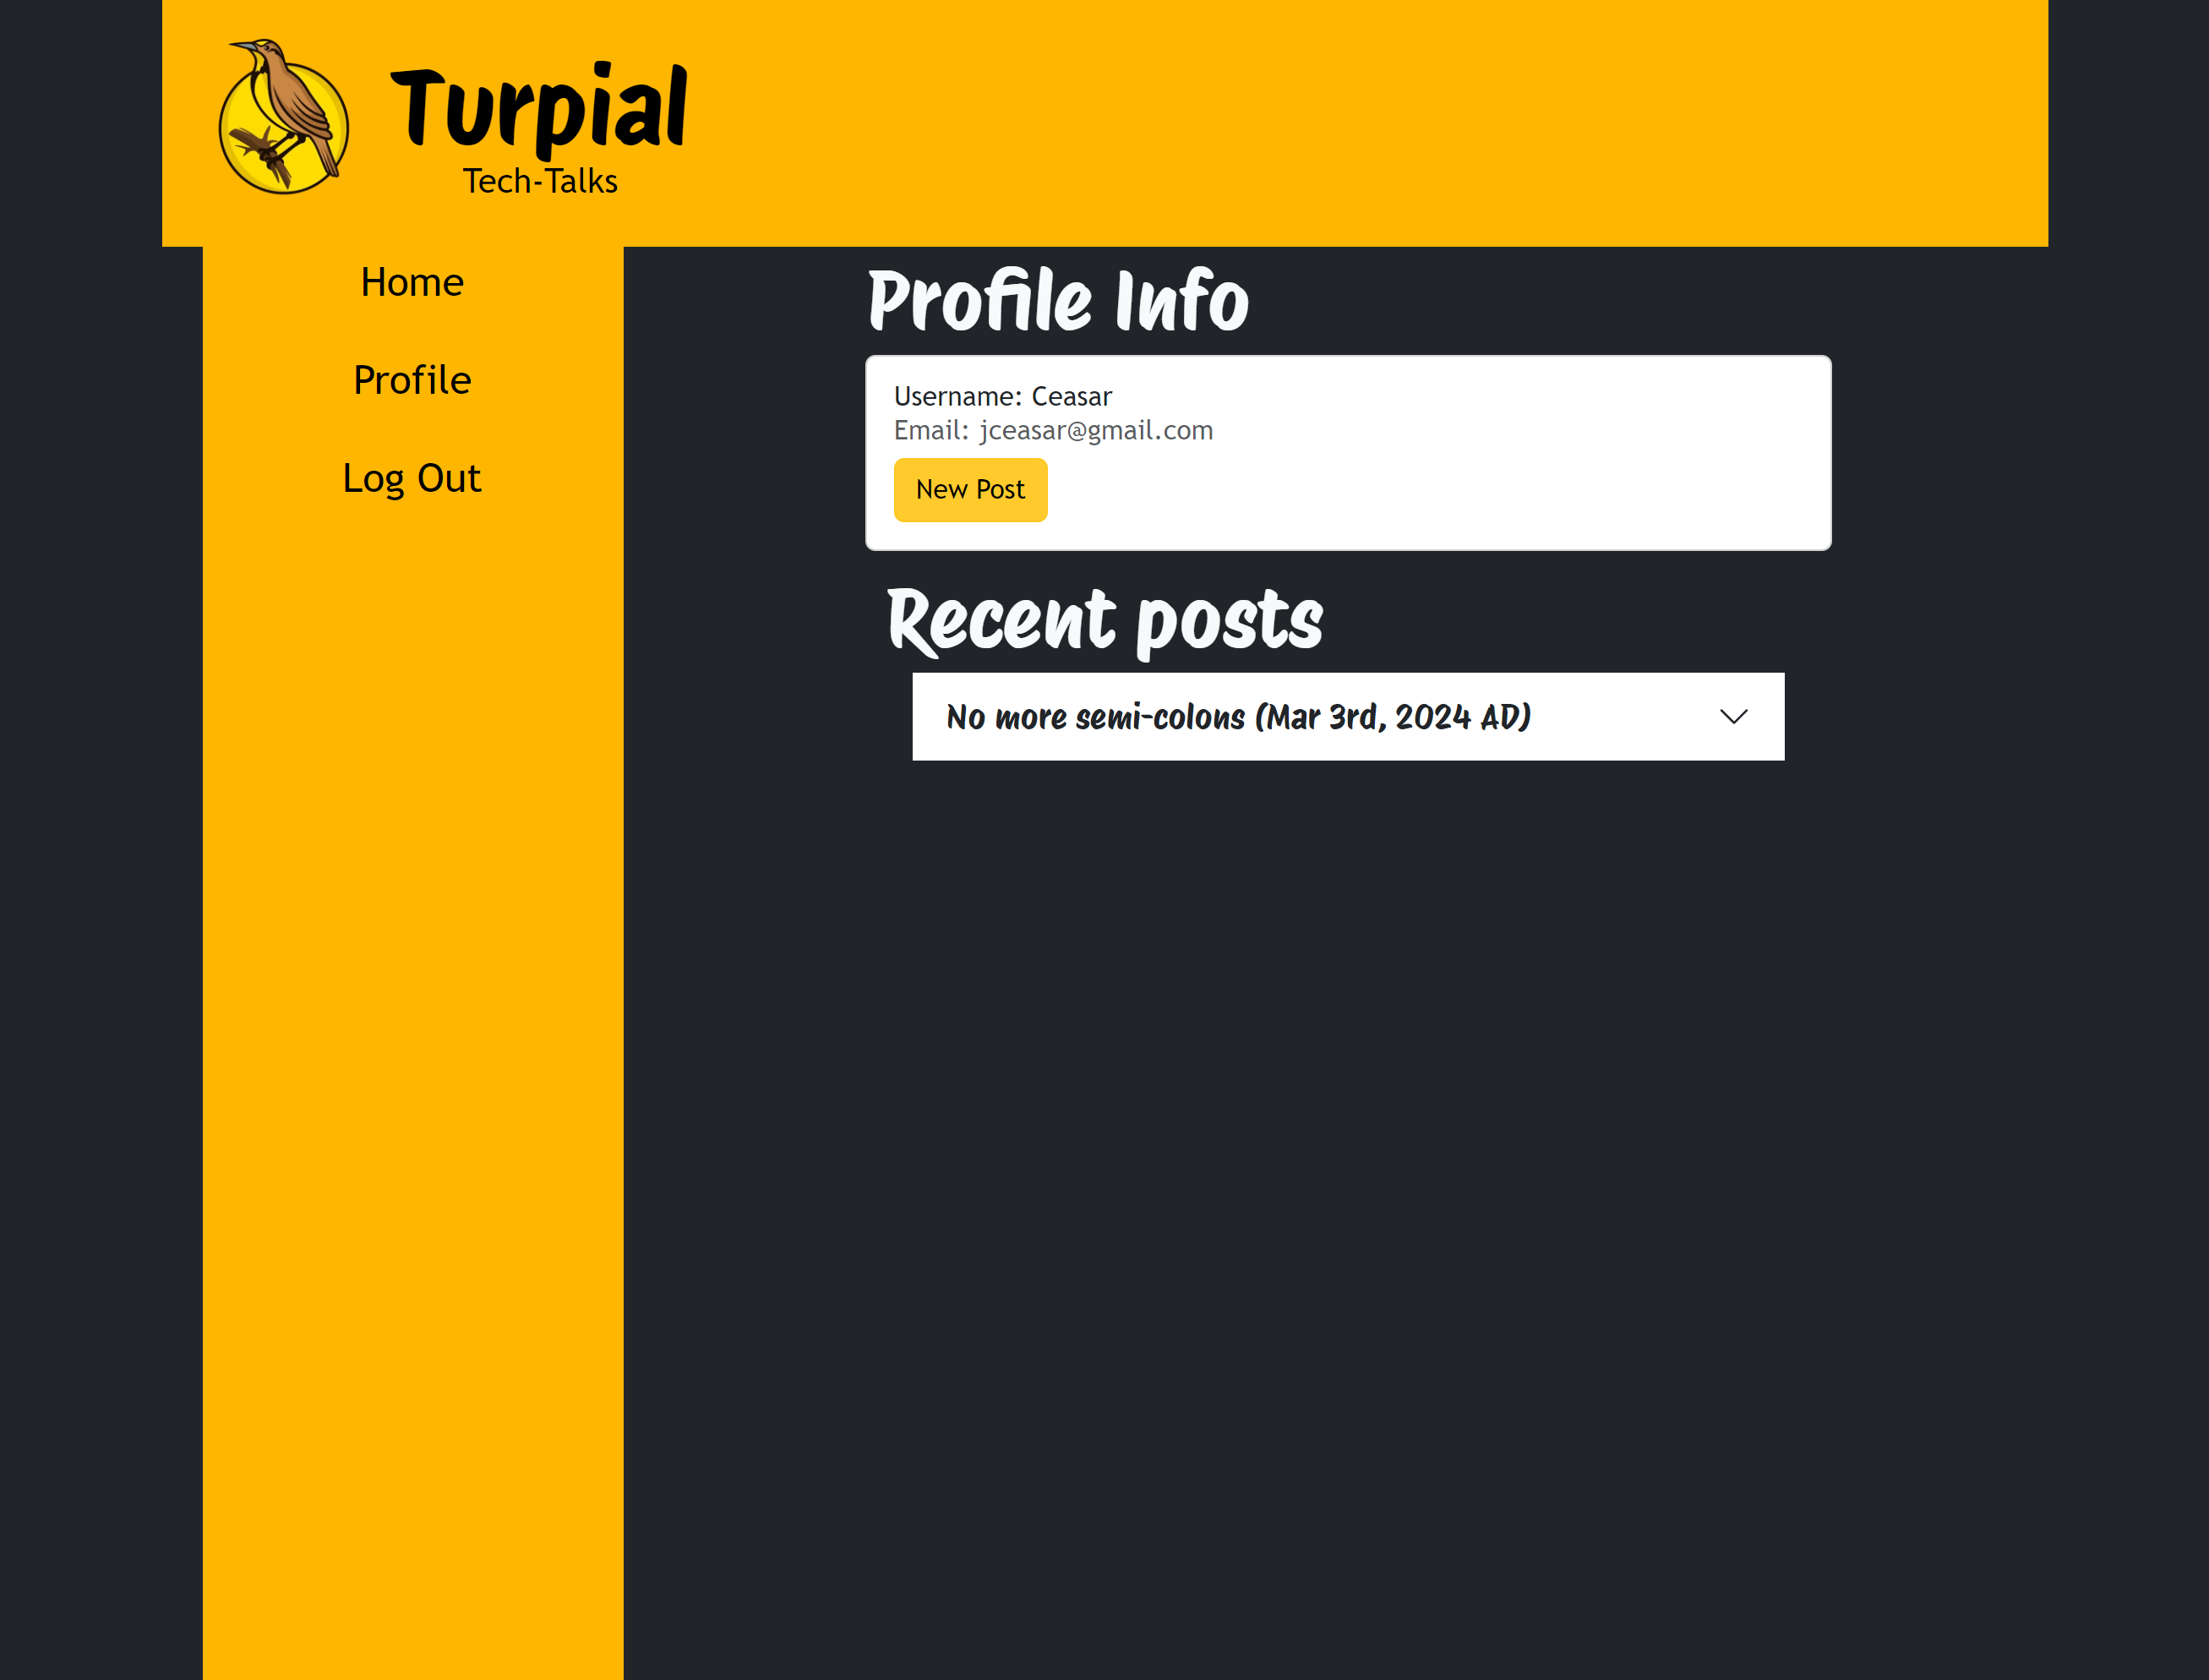 Turpial
Tech-Talks
Home
Profile
Log Out
Profile Info
Username: Ceasar
Email: jceasar@gmail.com
New Post
Recent posts
No more semi-colons (Mar 3rd, 2024 AD)